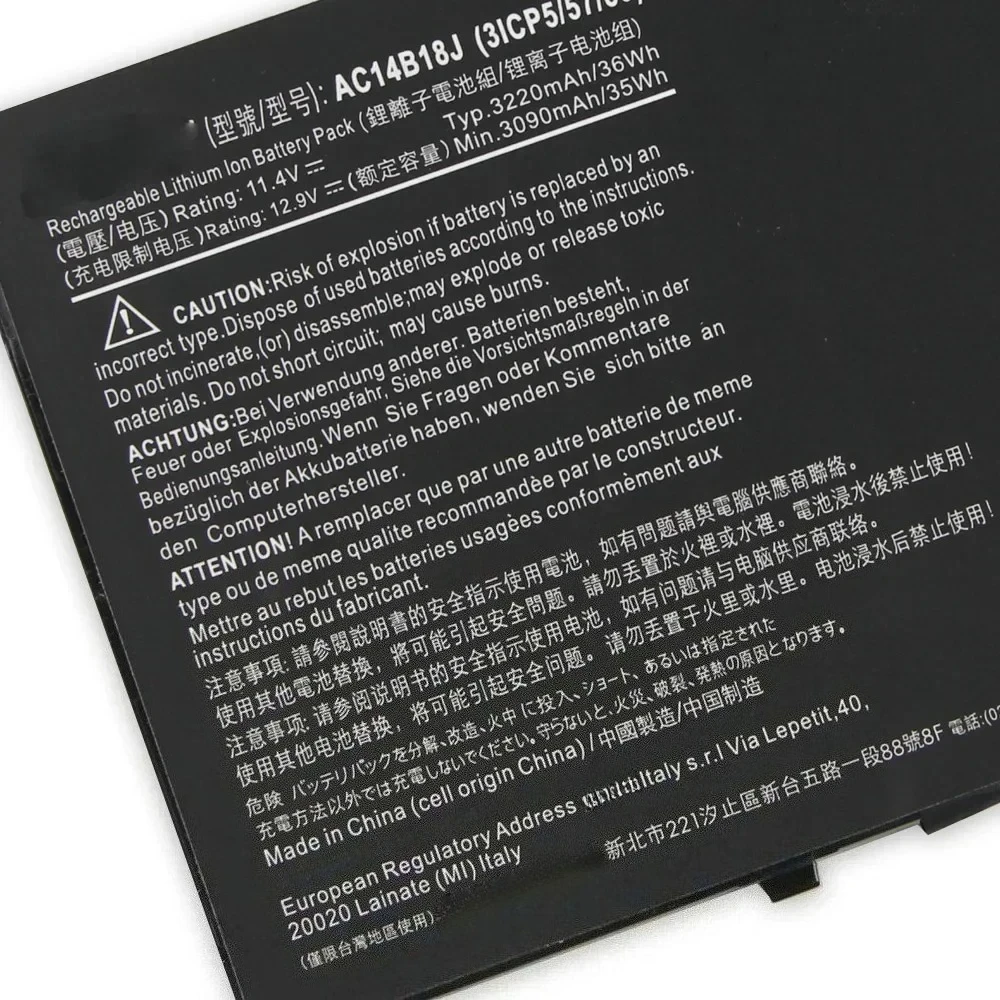 (型號/型号): AC14B18J (3ICP5/57/
Rechargeable Lithium Ion Battery Pack (鋰離子電池組/锂离子电池组)
(電壓/电压) Rating: 11.4V ⎓ Typ.3220mAh/36Wh
(充电限制电压)Rating: 12.9V ⎓ (额定容量) Min.3090mAh/35Wh
CAUTION:Risk of explosion if battery is replaced by an
incorrect type.Dispose of used batteries according to the instructions.
Do not incinerate,(or) disassemble;may explode or release toxic
materials. Do not short circuit; may cause burns.
ACHTUNG:Bei Verwendung anderer. Batterien besteht,
Feuer oder Explosionsgefahr, Siehe die Vorsichtsmaßregeln in der
Bedienungsanleitung.Wenn Sie Fragen oder Kommentare
bezüglich der Akkubatterie haben, wenden Sie sich bitte an
den Computerhersteller.
ATTENTION! A remplacer que par une autre batterie de meme
type ou de meme qualite recommandèe par le constructeur.
Mettre au rebut les batteries usagées conformèment aux
instructions du fabricant.
注意事項: 請參閱說明書的安全指示使用電池, 如有問題請與電腦供應商聯絡.
使用其他電池替換, 將可能引起安全問題. 請勿丟置於火裡或水裡. 電池浸水後禁止使用!
注意事项: 请参阅说明书的安全指示使用电池, 如有问题请与电脑供应商联络.
使用其他电池替换, 将可能引起安全问题. 请勿丢置于火里或水里. 电池浸水后禁止使用!
危険 バッテリパックを分解、改造、火中に投入、ショート、あるいは指定された
充電方法以外では充電しないでください。守らないと、火災、破裂、発熱の原因となります。
Made in China (cell origin China) / 中國製造/中国制造
European Regulatory Address Italy s.r.l Via Lepetit,40,
20020 Lainate (MI) Italy
新北市221汐止區新台五路一段88號8F 電話:(0
(僅限台灣地區使用)